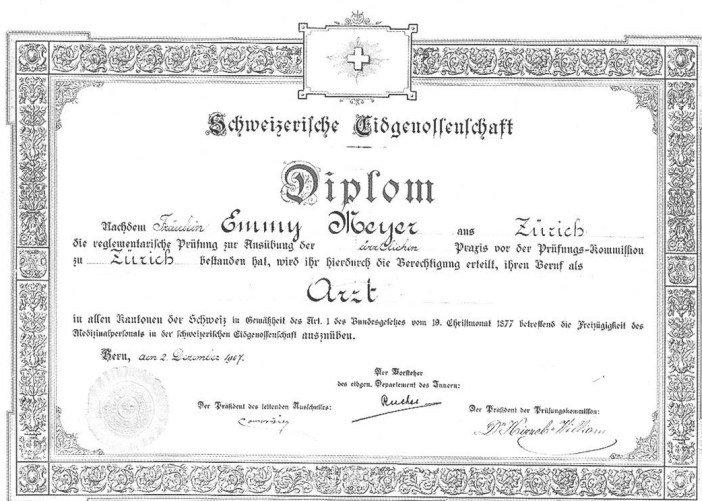 Schweizerische Eidgenossenschaft
Diplom
Nachdem Fräulein Emmy Meyer aus Zürich
die reglementarische Prüfung zur Ausübung der ärztlichen Praxis vor der Prüfungs-Kommission
zu Zürich bestanden hat, wird ihr hierdurch die Berechtigung erteilt, ihren Beruf als
Arzt
in allen Kantonen der Schweiz in Gemäßheit des Art. 1 des Bundesgesetzes vom 19. Christmonat 1877 betreffend die Freizügigkeit des
Medizinalpersonals in der schweizerischen Eidgenossenschaft auszuüben.
Bern, den 2. Dezember 1907.
Der Vorsteher
des eidgen. Departement des Innern:
Ruchet
Der Präsident des leitenden Ausschusses:
Der Präsident der Prüfungskommission:
Dr